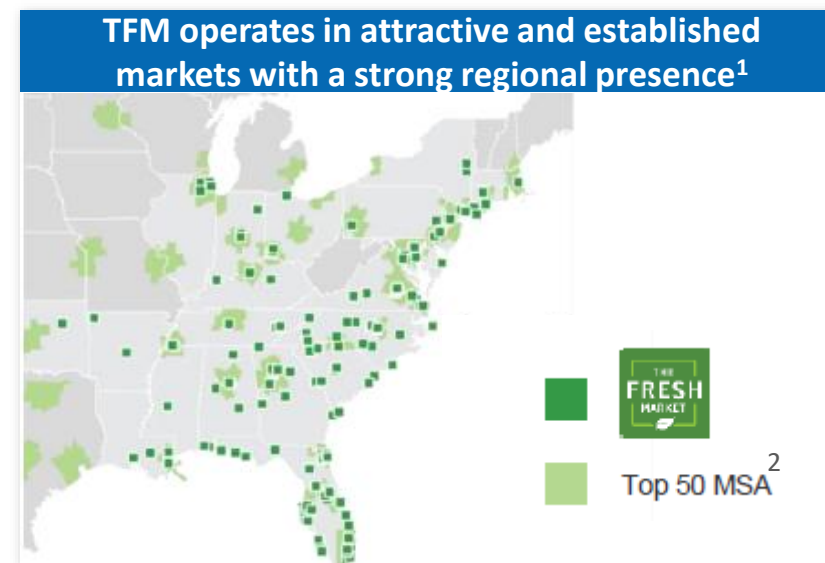 TFM operates in attractive and established
markets with a strong regional presence1
THE
FRESH
MARKET
Top 50 MSA2